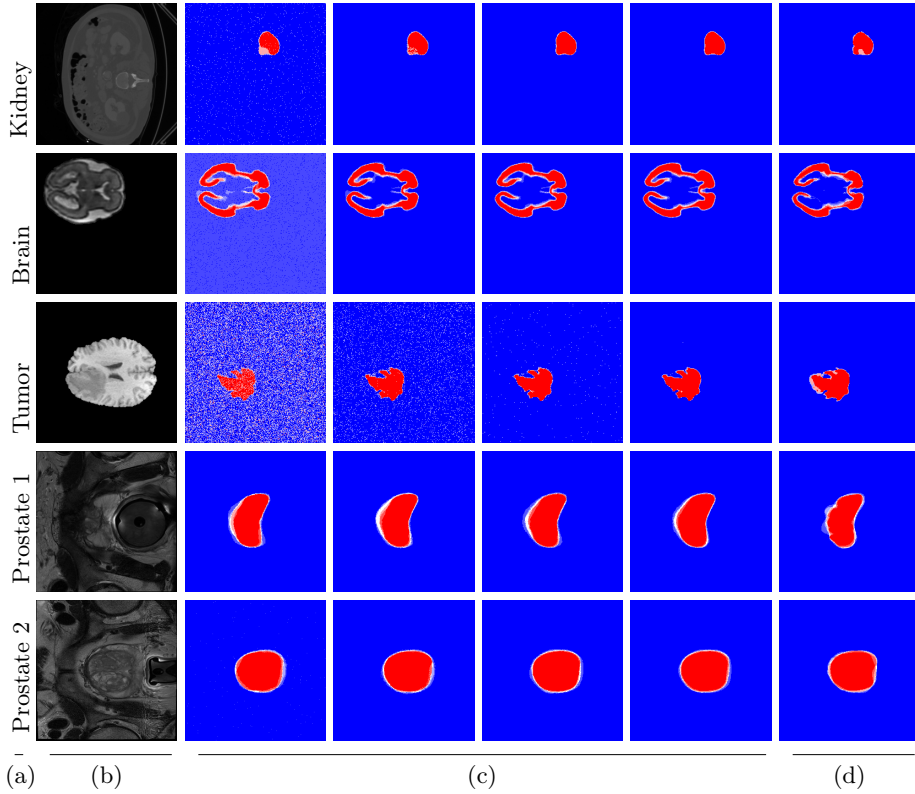 Kidney
Brain
Tumor
Prostate 1
Prostate 2
(a) (b) (c) (d)